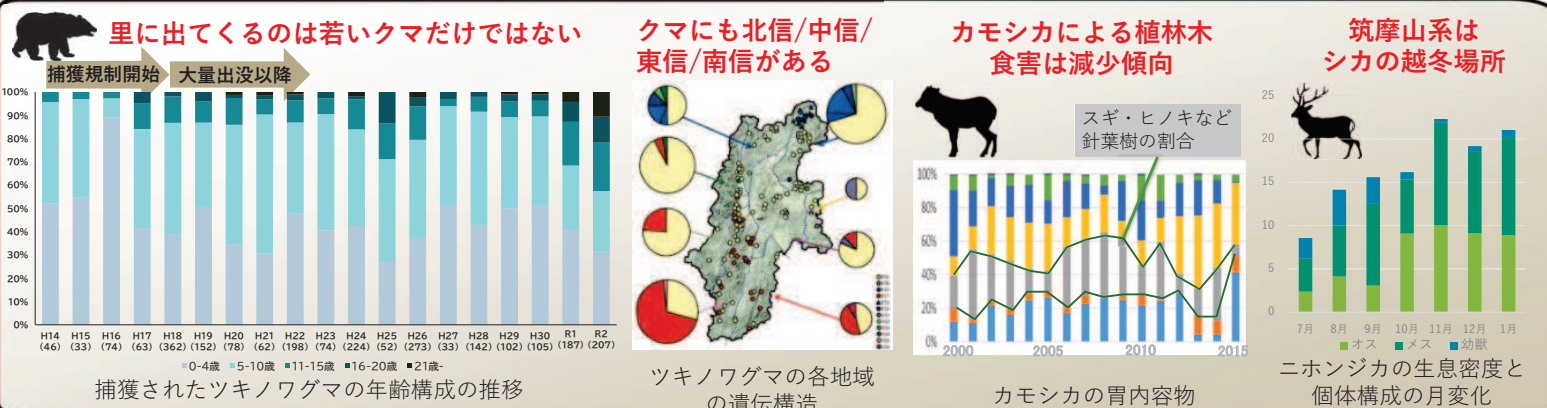 里に出てくるのは若いクマだけではない
捕獲規制開始
大量出没以降
100%
90%
80%
70%
60%
50%
40%
30%
20%
10%
0%
H14 H15 H16 H17 H18 H19 H20 H21 H22 H23 H24 H25 H26 H27 H28 H29 H30 R1 R2
(46) (33) (74) (63) (362) (152) (78) (62) (198) (74) (224) (52) (273) (33) (142) (102) (105) (187) (207)
0-4歳 5-10歳 11-15歳 16-20歳 21歳-
捕獲されたツキノワグマの年齢構成の推移
クマにも北信/中信/
東信/南信がある
ツキノワグマの各地域
の遺伝構造
カモシカによる植林木
食害は減少傾向
スギ・ヒノキなど
針葉樹の割合
100%
80%
60%
40%
20%
0%
2000 2005 2010 2015
カモシカの胃内容物
筑摩山系は
シカの越冬場所
25
20
15
10
5
0
7月 8月 9月 10月 11月 12月 1月
オス メス 幼獣
ニホンジカの生息密度と
個体構成の月変化